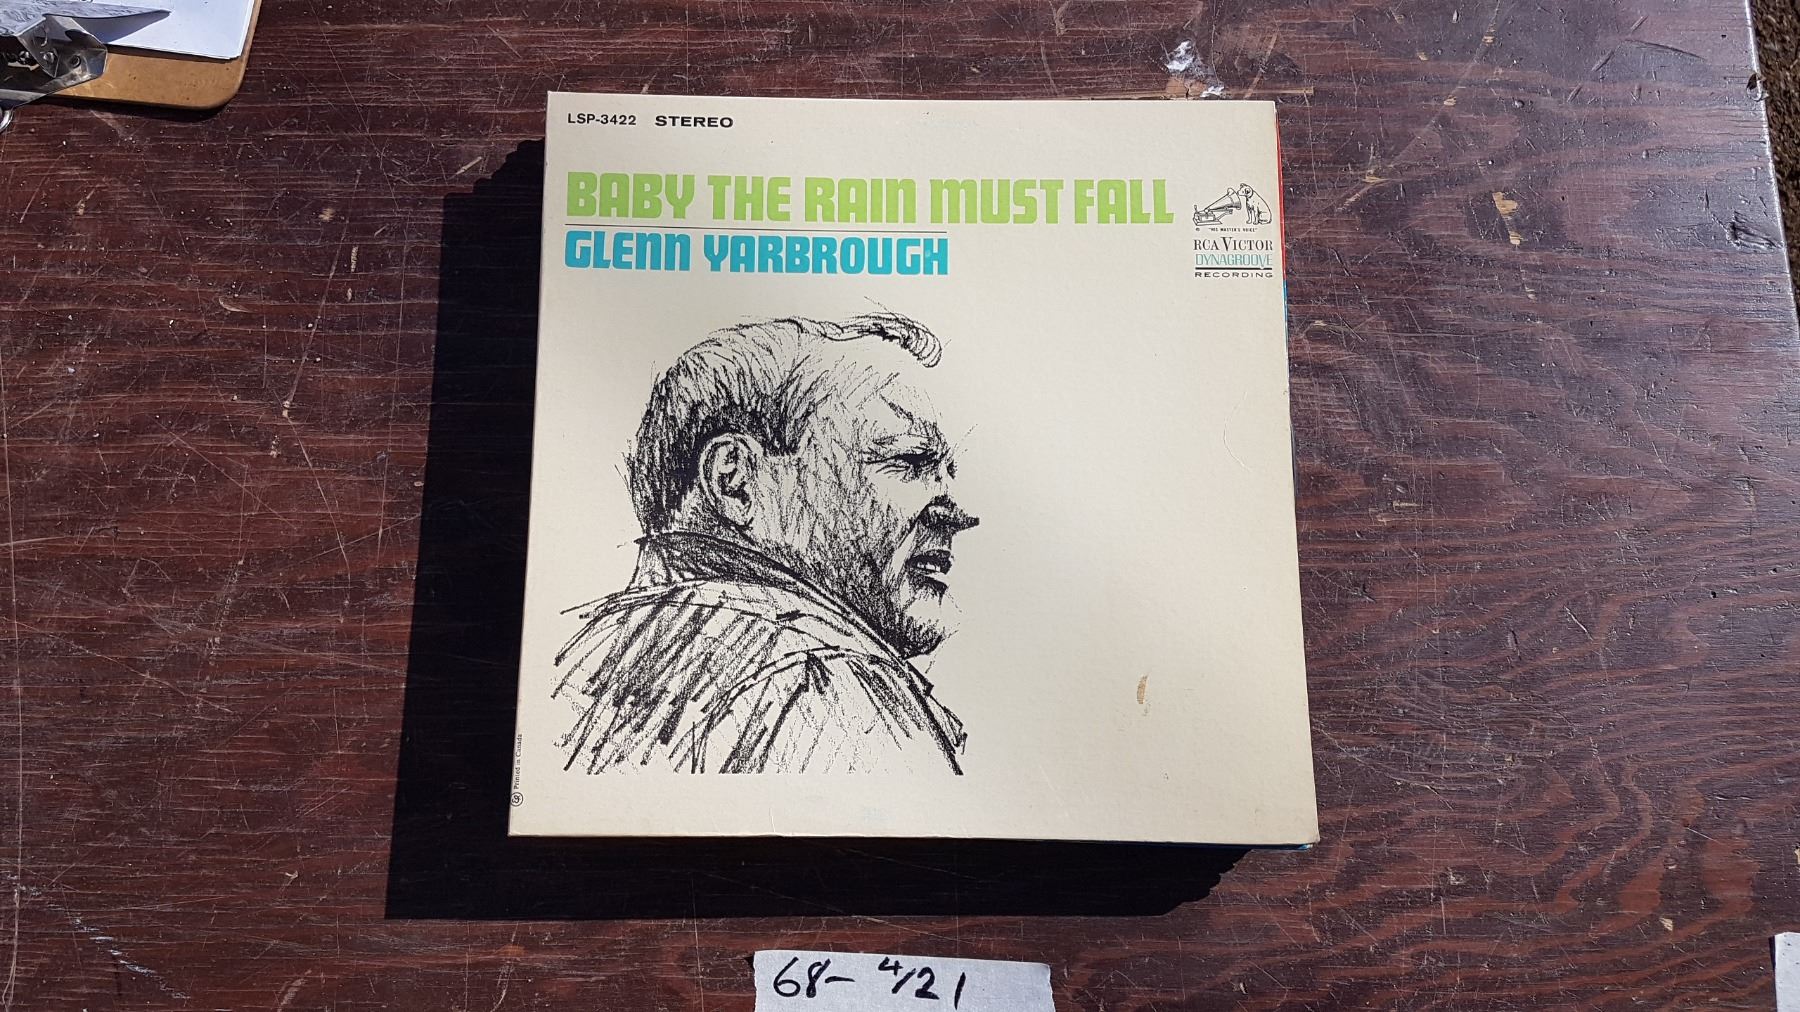 LSP-3422 STEREO
BABY THE RAIN MUST FALL
GLENN YARBROUGH
"HIS MASTER'S VOICE"
RCA VICTOR
DYNAGROOVE
RECORDING
Printed in Canada
68- 4/21